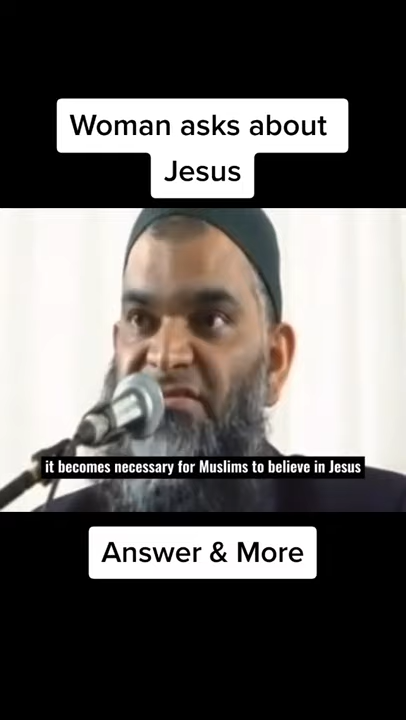 Woman asks about
Jesus
it becomes necessary for Muslims to believe in Jesus
Answer & More